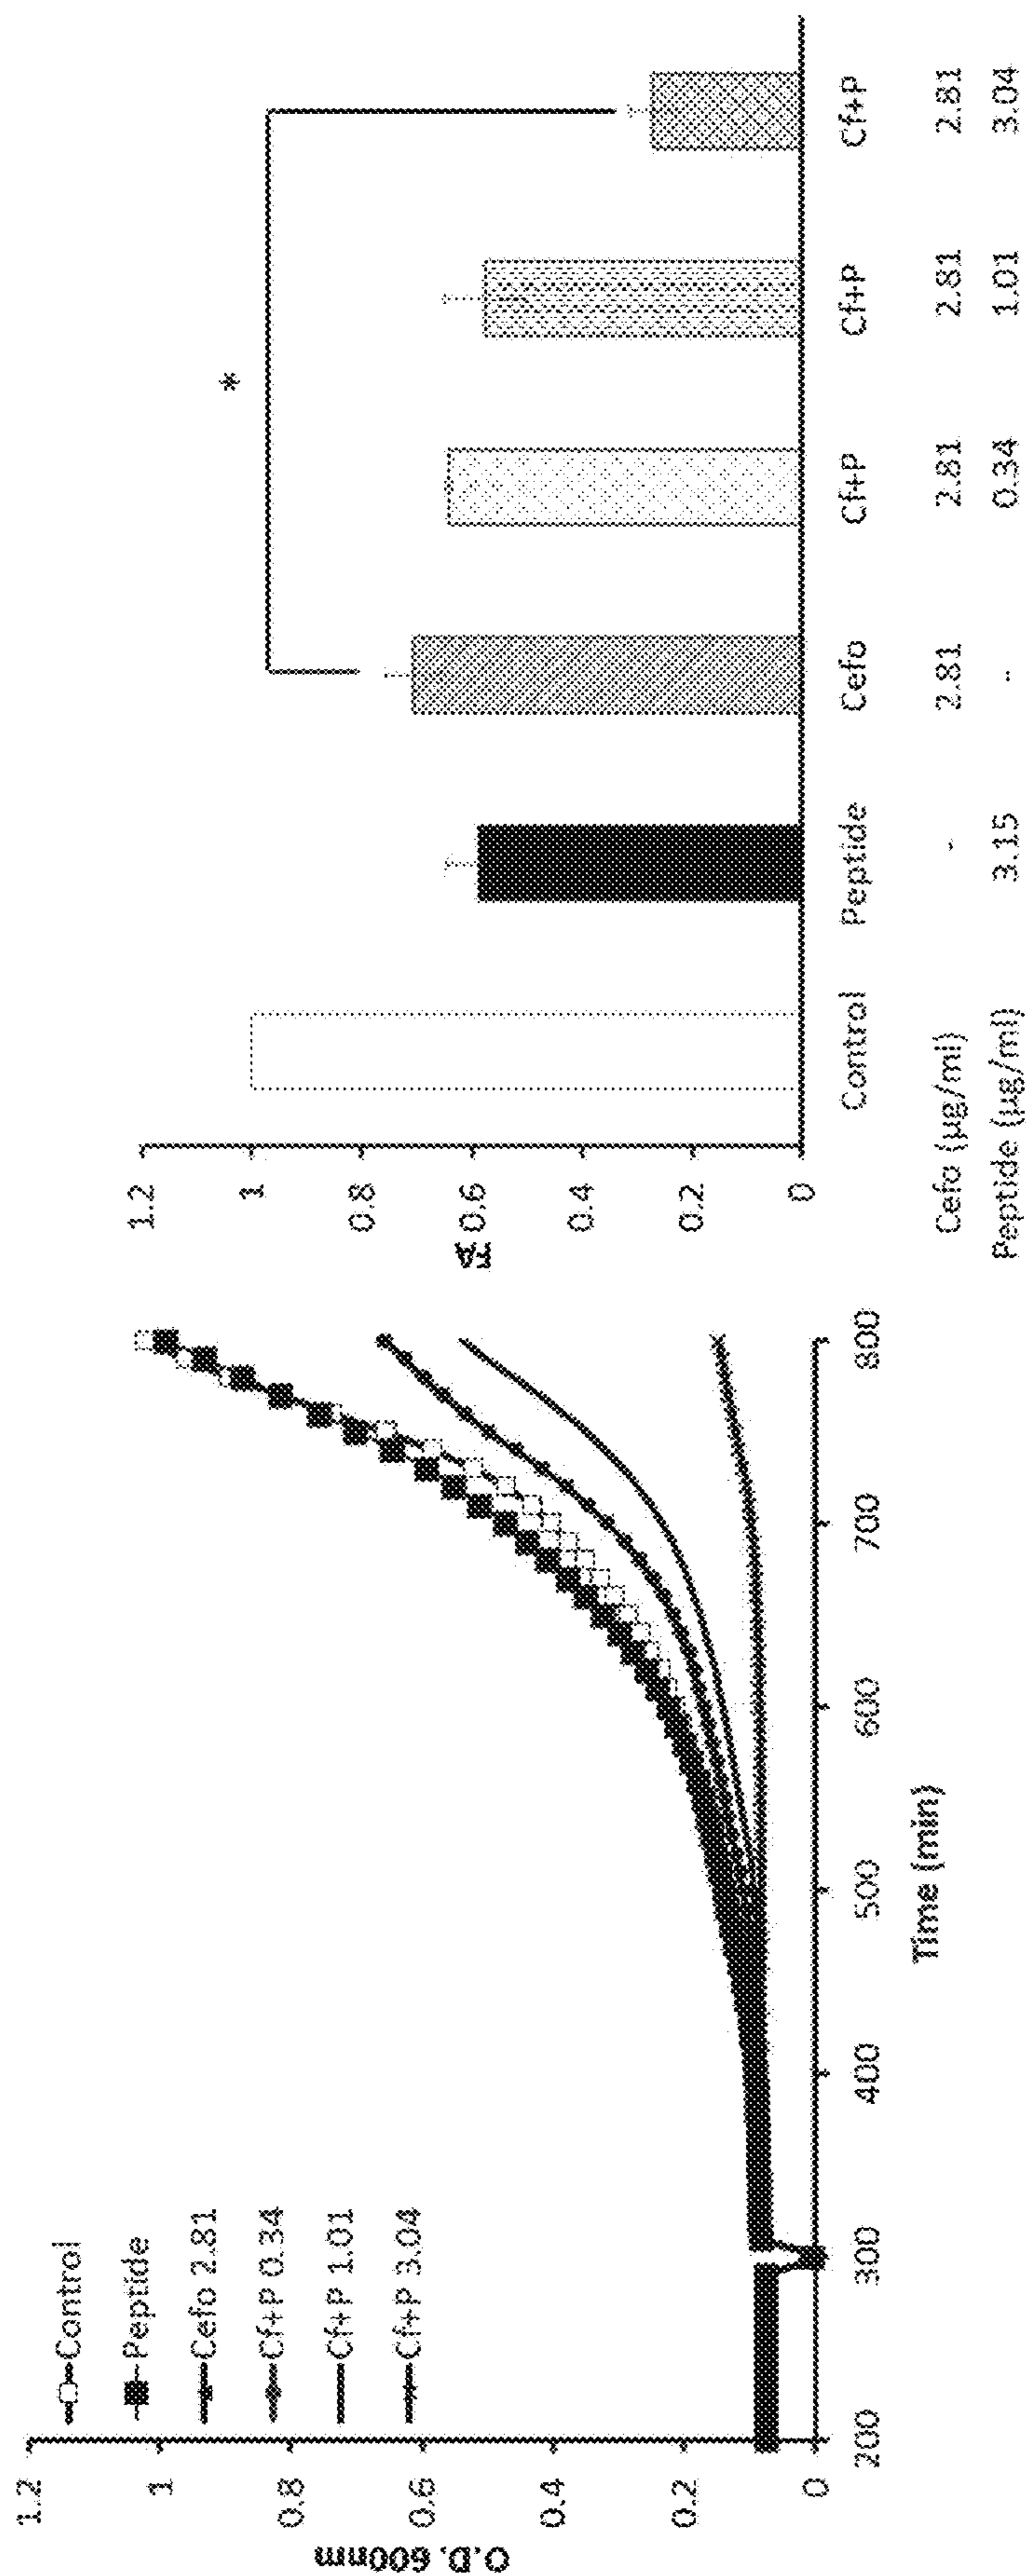 O.D. 600nm
1.2
1
0.8
0.6
0.4
0.2
0
Control
Peptide
Cefo 2.81
Cf+P 0.34
Cf+P 1.01
Cf+P 3.04
200 300 400 500 600 700 800
Time (min)
FA
1.2
1
0.8
0.6
0.4
0.2
0
*
Control Peptide Cefo Cf+P Cf+P Cf+P
Cefo (µg/ml) - 2.81 2.81 2.81 2.81
Peptide (µg/ml) 3.15 - 0.34 1.01 3.04